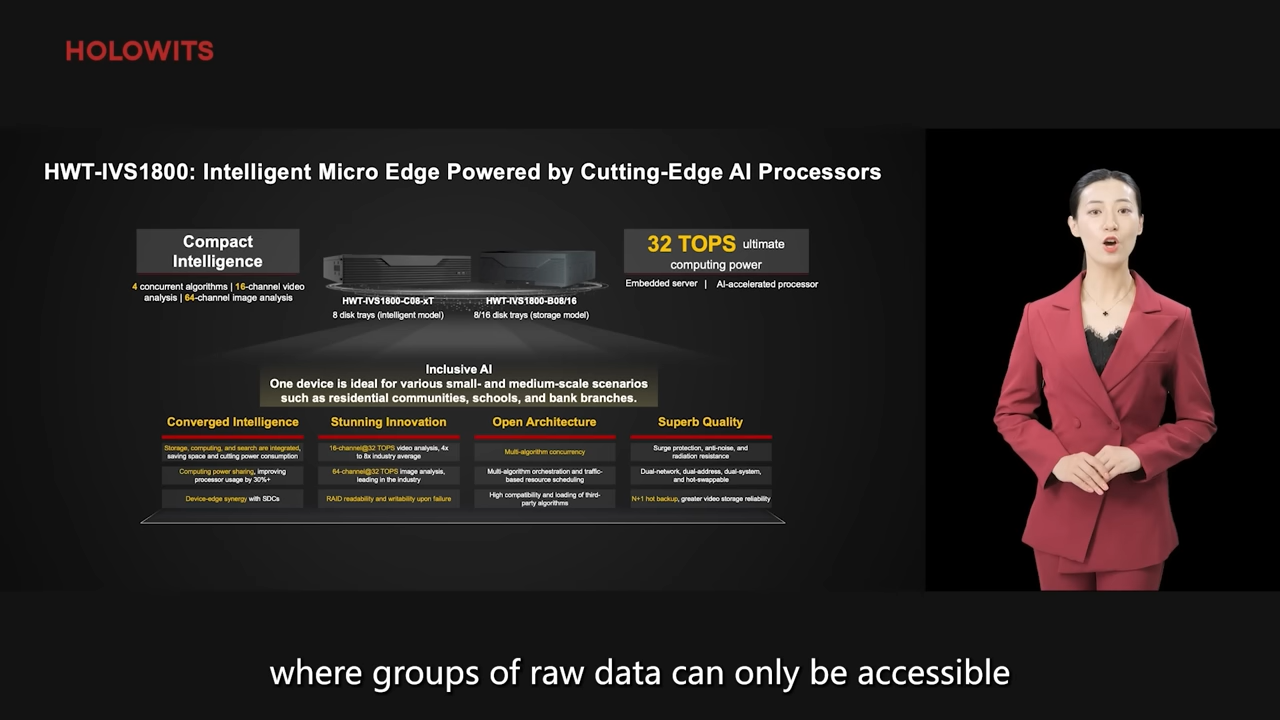 HOLOWITS
HWT-IVS1800: Intelligent Micro Edge Powered by Cutting-Edge AI Processors
Compact
Intelligence
4 concurrent algorithms | 16-channel video
analysis | 64-channel image analysis
HWT-IVS1800-C08-xT
8 disk trays (intelligent model)
HWT-IVS1800-B08/16
8/16 disk trays (storage model)
32 TOPS ultimate
computing power
Embedded server | AI-accelerated processor
Inclusive AI
One device is ideal for various small- and medium-scale scenarios
such as residential communities, schools, and bank branches.
Converged Intelligence
Storage, computing, and search are integrated,
saving space and cutting power consumption
Computing power sharing, improving
processor usage by 30%+
Device-edge synergy with SDCs
Stunning Innovation
16-channel@32 TOPS video analysis, 4x
to 8x industry average
64-channel@32 TOPS image analysis,
leading in the industry
RAID readability and writability upon failure
Open Architecture
Multi-algorithm concurrency
Multi-algorithm orchestration and traffic-
based resource scheduling
High compatibility and loading of third-
party algorithms
Superb Quality
Surge protection, anti-noise, and
radiation resistance
Dual-network, dual-address, dual-system,
and hot-swappable
N+1 hot backup, greater video storage reliability
where groups of raw data can only be accessible